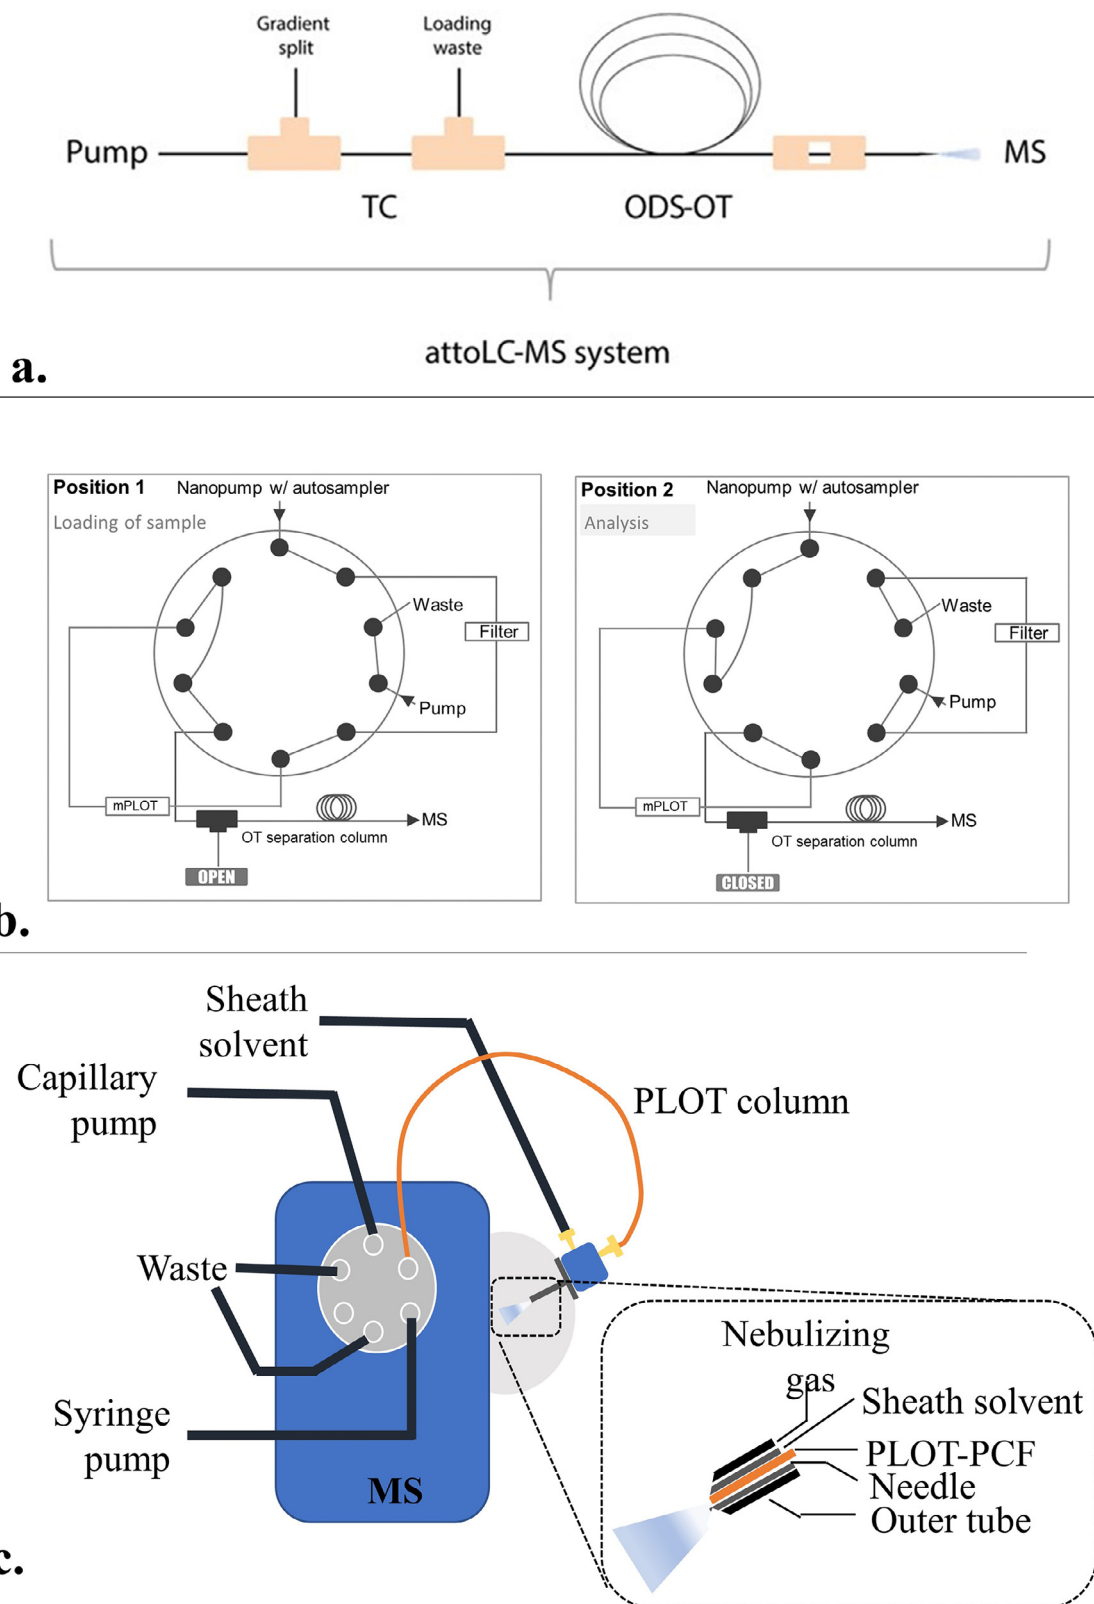 Gradient
split
Loading
waste
Pump
MS
TC
ODS-OT
attoLC-MS system
a.
Position 1
Nanopump w/ autosampler
Loading of sample
Waste
Filter
Pump
mPLOT
MS
OT separation column
OPEN
Position 2
Nanopump w/ autosampler
Analysis
Waste
Filter
Pump
mPLOT
MS
OT separation column
CLOSED
b.
Sheath
solvent
Capillary
pump
PLOT column
Waste
Syringe
pump
MS
Nebulizing
gas
Sheath solvent
PLOT-PCF
Needle
Outer tube
c.